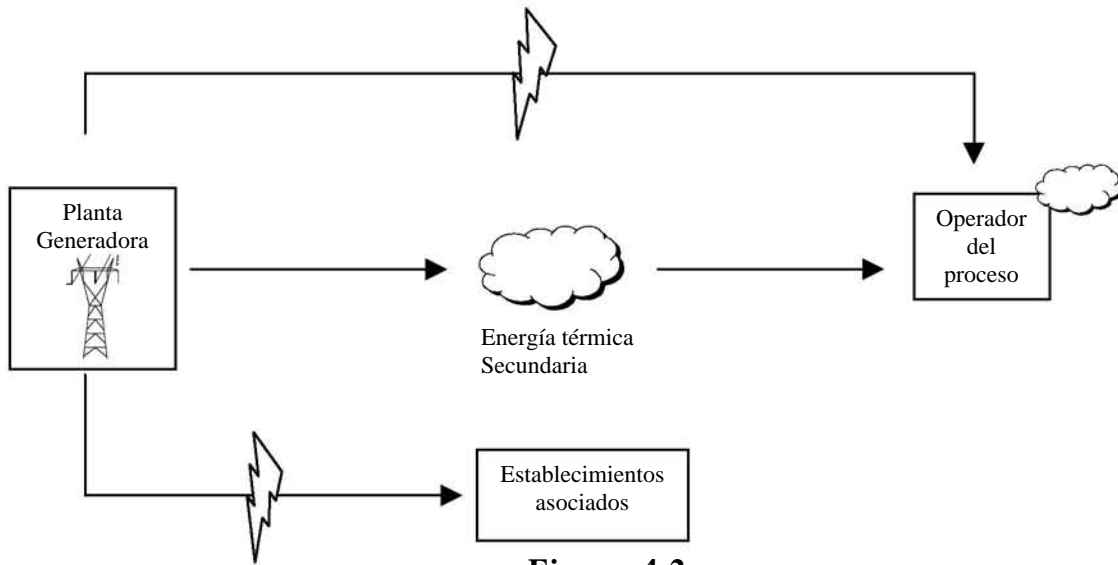 Planta
Generadora
Operador
del
proceso
Energía térmica
Secundaria
Establecimientos
asociados